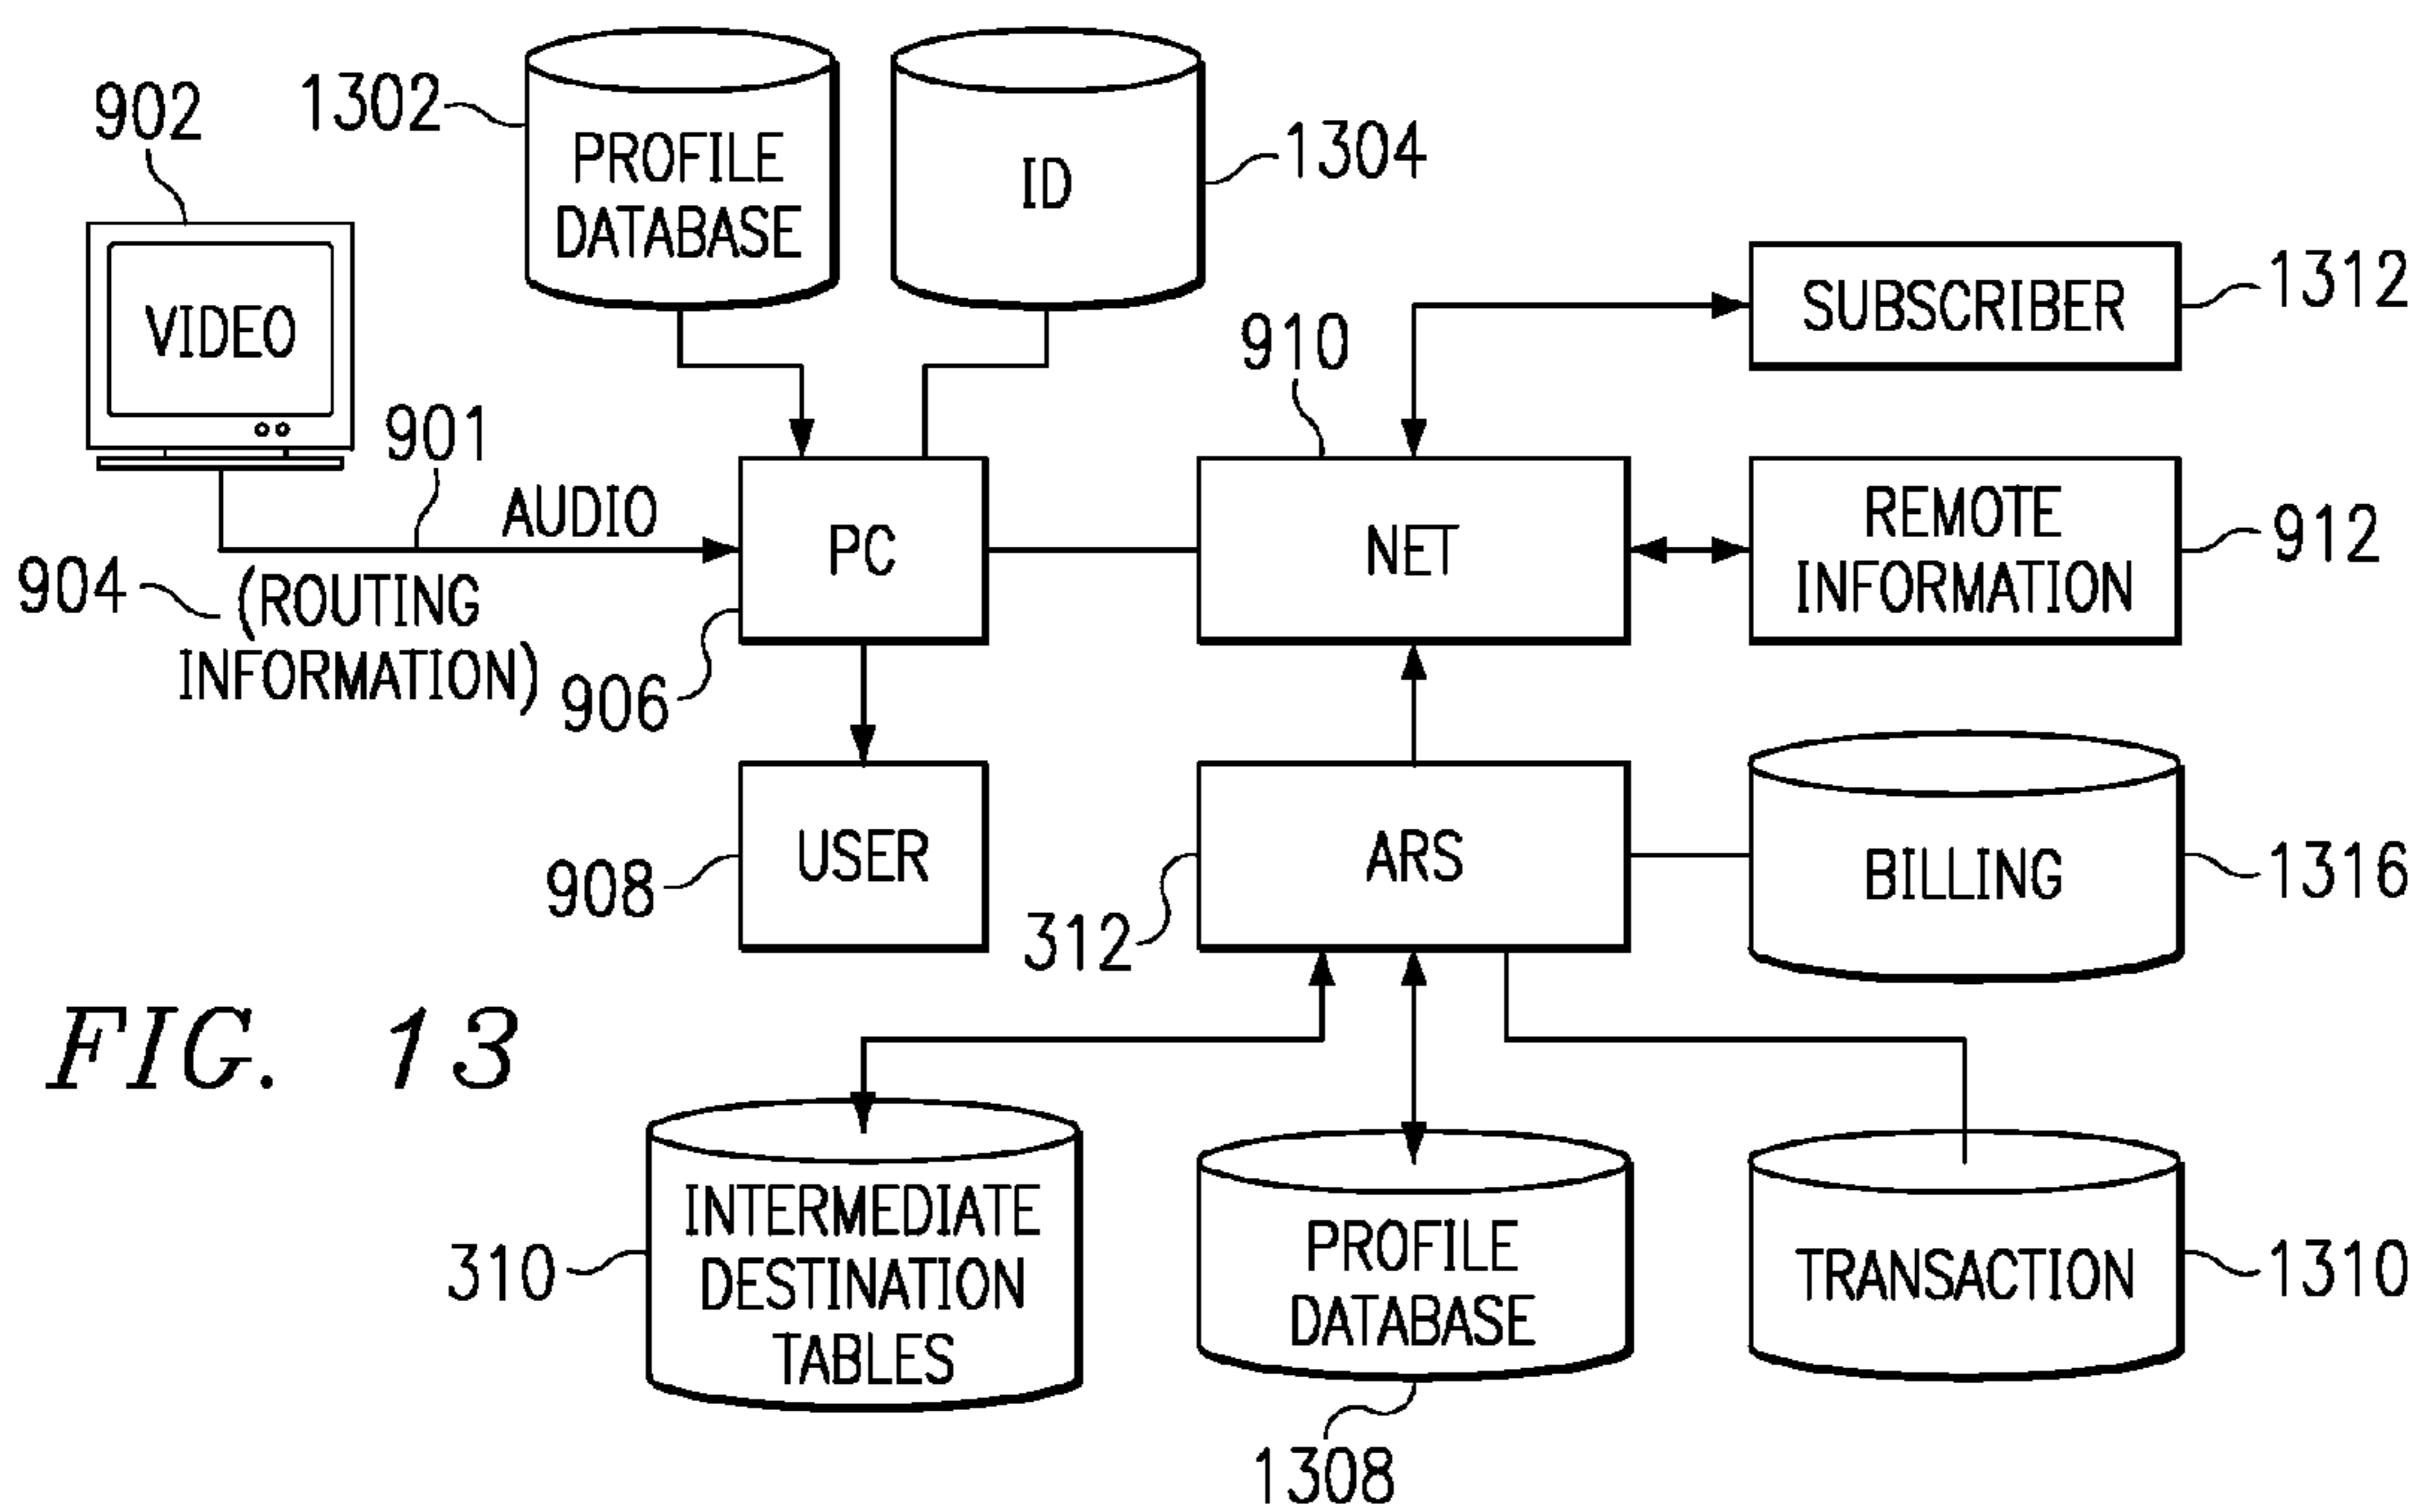 902
1302
PROFILE
DATABASE
ID
1304
VIDEO
901
AUDIO
904
(ROUTING
INFORMATION)
906
PC
910
NET
SUBSCRIBER
1312
REMOTE
INFORMATION
912
USER
908
ARS
312
BILLING
1316
FIG. 13
310
INTERMEDIATE
DESTINATION
TABLES
PROFILE
DATABASE
1308
TRANSACTION
1310